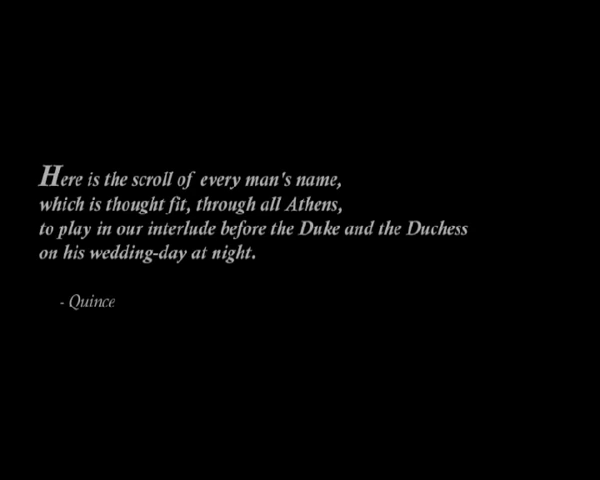 Here is the scroll of every man's name,
which is thought fit, through all Athens,
to play in our interlude before the Duke and the Duchess
on his wedding-day at night.
- Quince